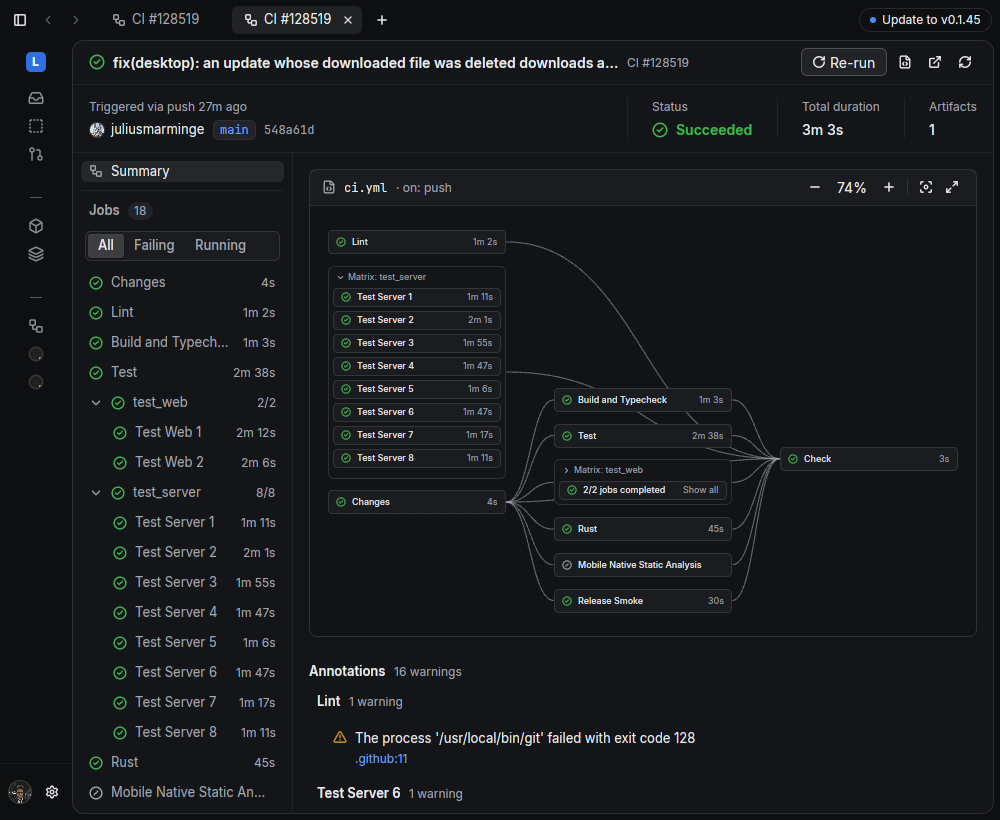 CI #128519
CI #128519
Update to v0.1.45
L
fix(desktop): an update whose downloaded file was deleted downloads a... CI #128519
Re-run
Triggered via push 27m ago
juliusmarminge main 548a61d
Status
Succeeded
Total duration
3m 3s
Artifacts
1
Summary
Jobs 18
All Failing Running
Changes 4s
Lint 1m 2s
Build and Typech... 1m 3s
Test 2m 38s
test_web 2/2
Test Web 1 2m 12s
Test Web 2 2m 6s
test_server 8/8
Test Server 1 1m 11s
Test Server 2 2m 1s
Test Server 3 1m 55s
Test Server 4 1m 47s
Test Server 5 1m 6s
Test Server 6 1m 47s
Test Server 7 1m 17s
Test Server 8 1m 11s
Rust 45s
Mobile Native Static An...
ci.yml · on: push
74%
Lint 1m 2s
Matrix: test_server
Test Server 1 1m 11s
Test Server 2 2m 1s
Test Server 3 1m 55s
Test Server 4 1m 47s
Test Server 5 1m 6s
Test Server 6 1m 47s
Test Server 7 1m 17s
Test Server 8 1m 11s
Changes 4s
Build and Typecheck 1m 3s
Test 2m 38s
Matrix: test_web
2/2 jobs completed Show all
Rust 45s
Mobile Native Static Analysis
Release Smoke 30s
Check 3s
Annotations 16 warnings
Lint 1 warning
The process '/usr/local/bin/git' failed with exit code 128
.github:11
Test Server 6 1 warning